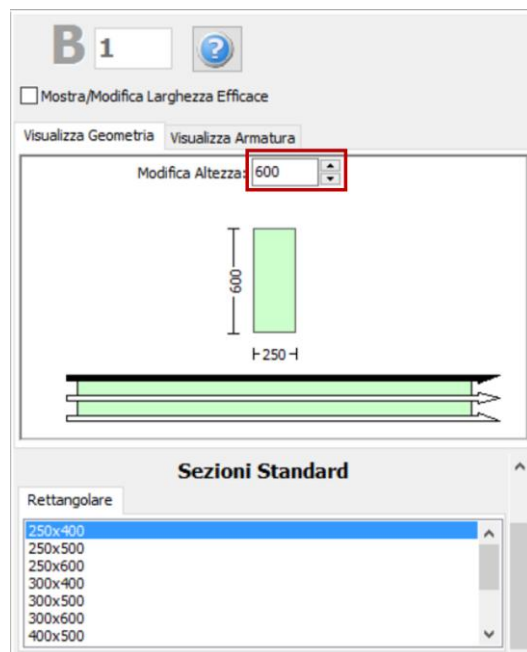 B 1
Mostra/Modifica Larghezza Efficace
Visualizza Geometria Visualizza Armatura
Modifica Altezza: 600
600
250
Sezioni Standard
Rettangolare
250x400
250x500
250x600
300x400
300x500
300x600
400x500